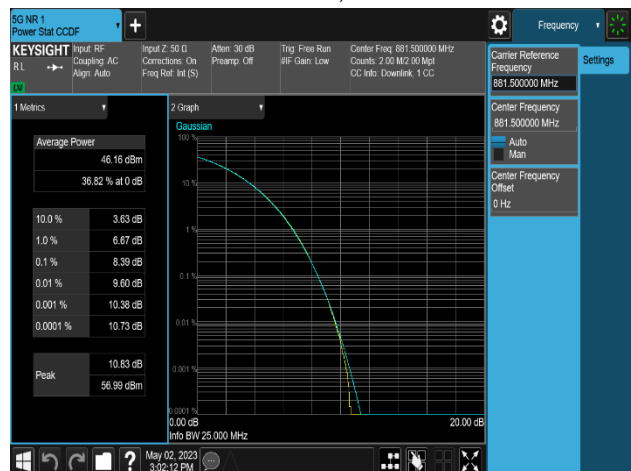 5G NR 1
Power Stat CCDF
Frequency
KEYSIGHT
Input: RF
Input Z: 50 Ω
Atten: 30 dB
Trig: Free Run
Center Freq: 881.500000 MHz
RL
Coupling: AC
Corrections: On
Preamp: Off
#IF Gain: Low
Counts: 2.00 M/2.00 Mpt
Align: Auto
Freq Ref: Int (S)
CC Info: Downlink, 1 CC
Carrier Reference
Frequency
881.500000 MHz
Settings
Center Frequency
881.500000 MHz
Auto
Man
Center Frequency
Offset
0 Hz
1 Metrics
Average Power
46.16 dBm
36.82 % at 0 dB
10.0 % 3.63 dB
1.0 % 6.67 dB
0.1 % 8.39 dB
0.01 % 9.60 dB
0.001 % 10.38 dB
0.0001 % 10.73 dB
Peak
10.83 dB
56.99 dBm
2 Graph
Gaussian
100 %
10 %
1 %
0.1 %
0.01 %
0.001 %
0.0001 %
0.00 dB
20.00 dB
Info BW 25.000 MHz
?
May 02, 2023
3:02:12 PM